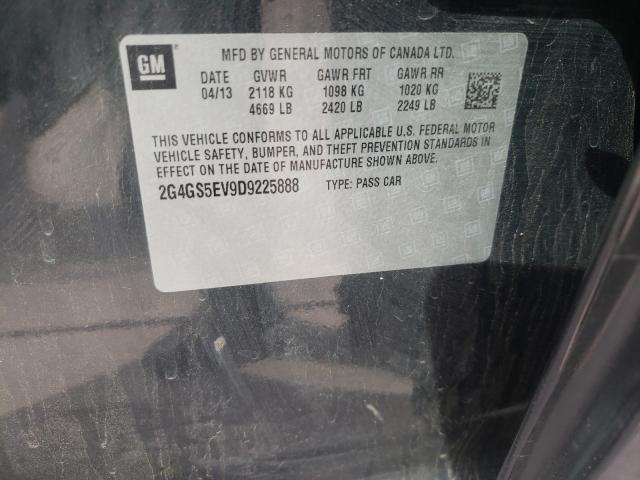 GM
MFD BY GENERAL MOTORS OF CANADA LTD.
DATE GVWR GAWR FRT GAWR RR
04/13 2118 KG 1098 KG 1020 KG
4669 LB 2420 LB 2249 LB
THIS VEHICLE CONFORMS TO ALL APPLICABLE U.S. FEDERAL MOTOR
VEHICLE SAFETY, BUMPER, AND THEFT PREVENTION STANDARDS IN
EFFECT ON THE DATE OF MANUFACTURE SHOWN ABOVE.
2G4GS5EV9D9225888 TYPE: PASS CAR